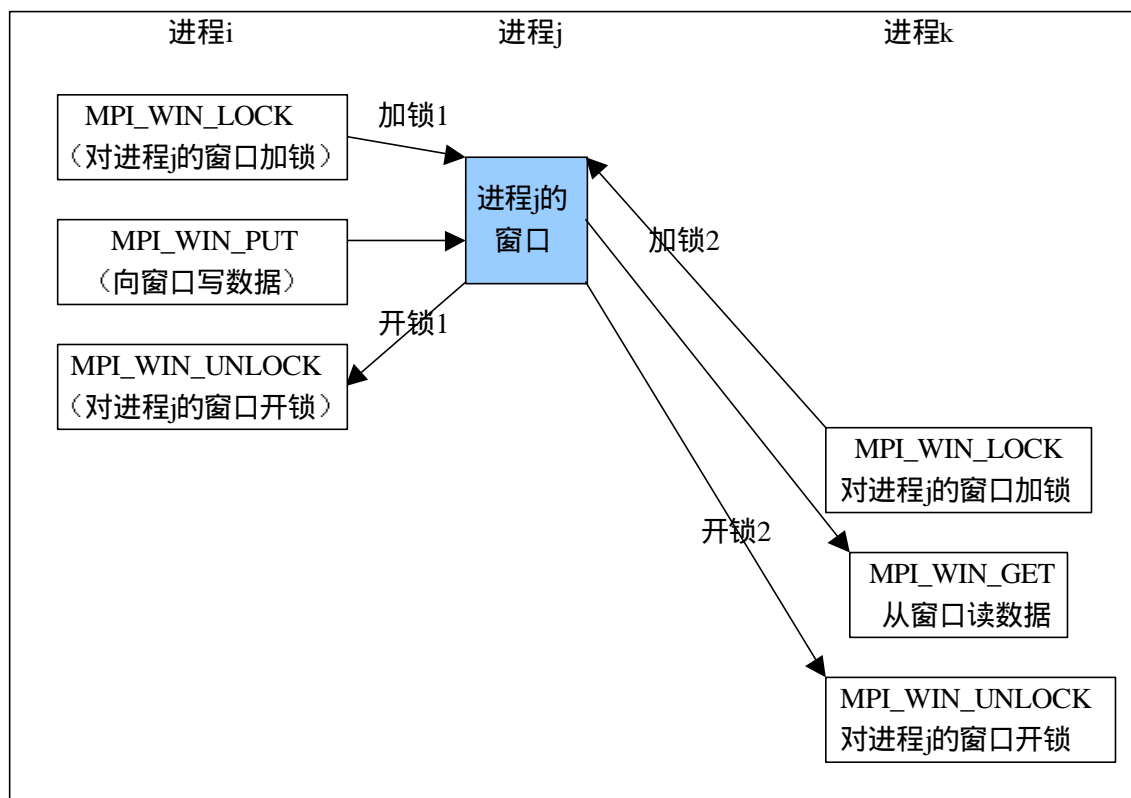 进程i
进程j
进程k
MPI_WIN_LOCK
（对进程j的窗口加锁）
加锁1
进程j的
窗口
MPI_WIN_PUT
（向窗口写数据）
加锁2
开锁1
MPI_WIN_UNLOCK
（对进程j的窗口开锁）
MPI_WIN_LOCK
对进程j的窗口加锁
开锁2
MPI_WIN_GET
从窗口读数据
MPI_WIN_UNLOCK
对进程j的窗口开锁